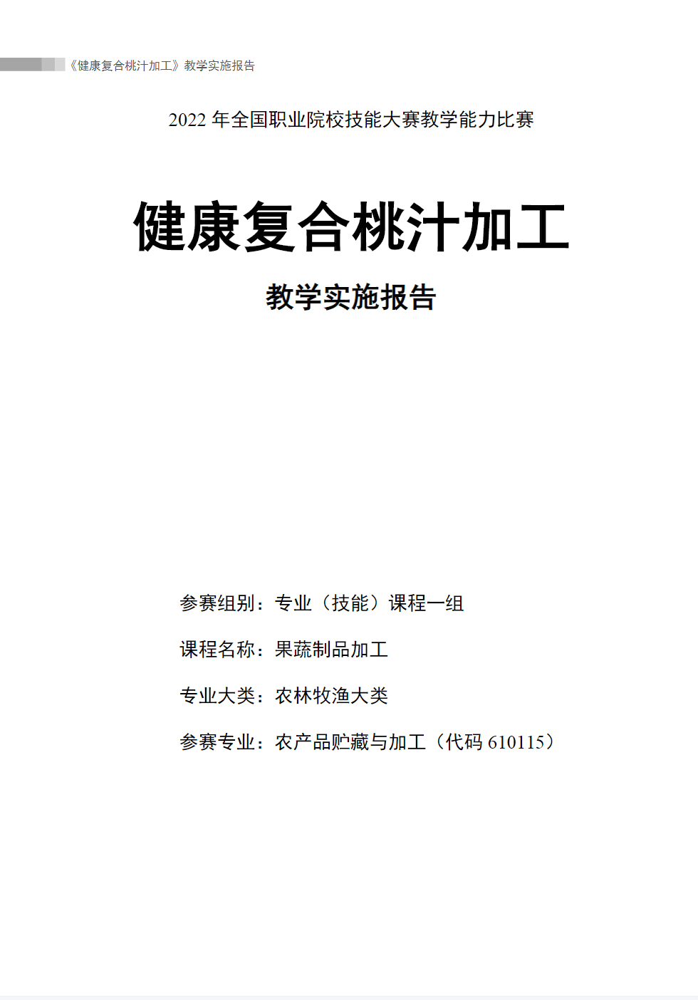 《健康复合桃汁加工》教学实施报告
2022 年全国职业院校技能大赛教学能力比赛
健康复合桃汁加工
教学实施报告
参赛组别：专业（技能）课程一组
课程名称：果蔬制品加工
专业大类：农林牧渔大类
参赛专业：农产品贮藏与加工（代码 610115）